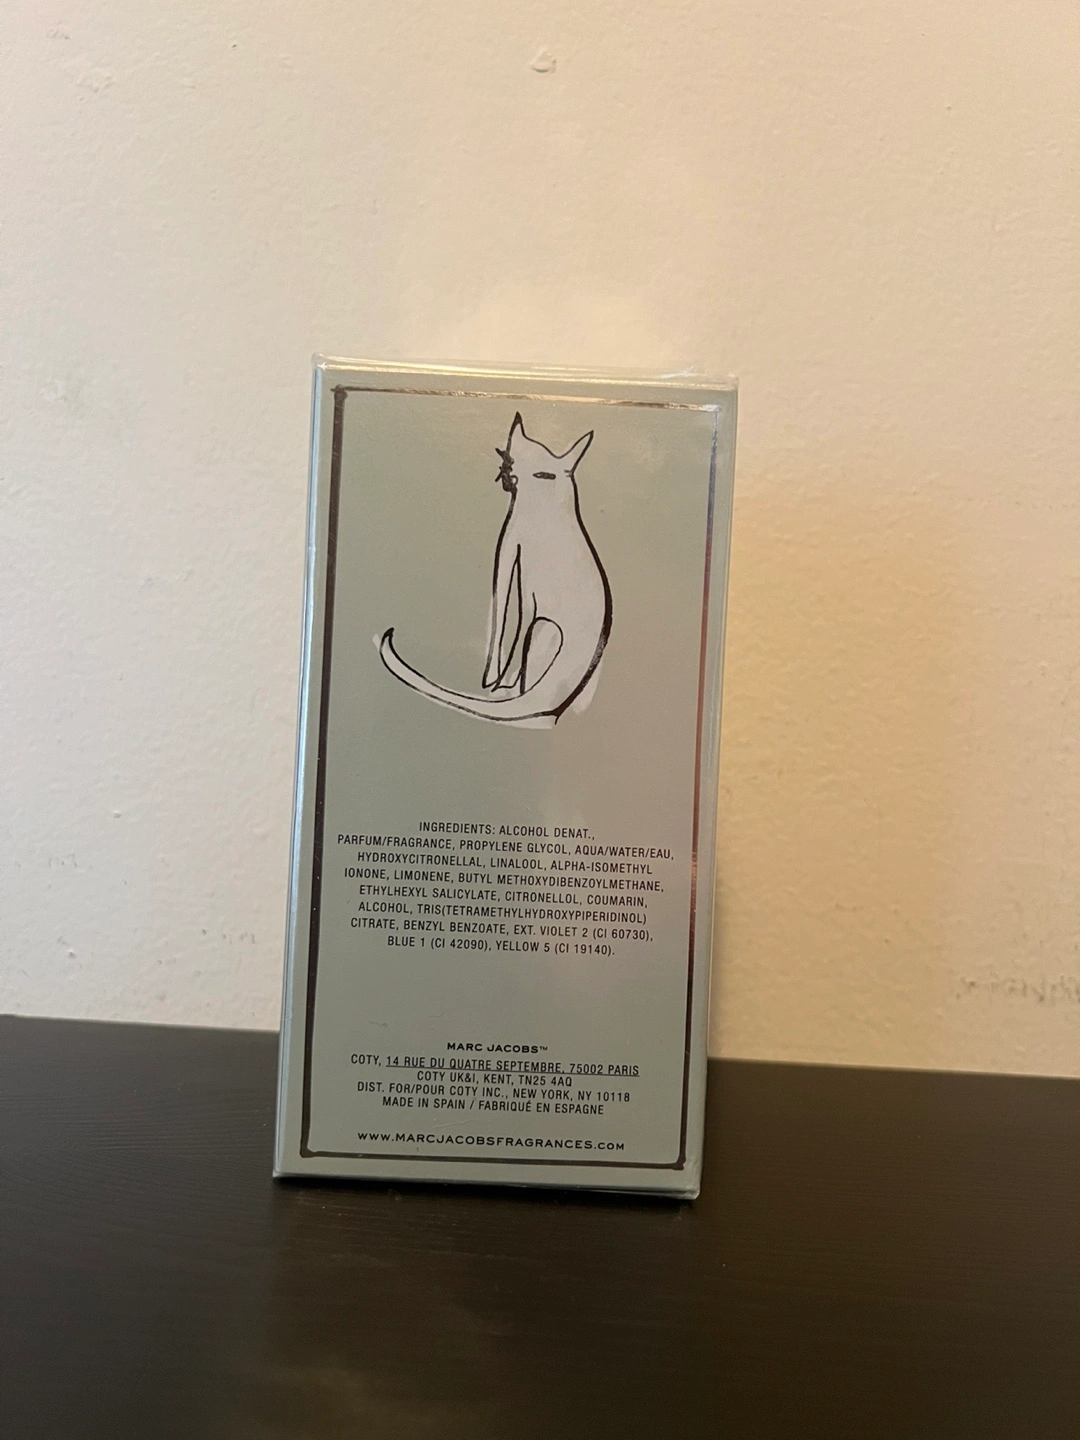 INGREDIENTS: ALCOHOL DENAT.,
PARFUM/FRAGRANCE, PROPYLENE GLYCOL, AQUA/WATER/EAU,
HYDROXYCITRONELLAL, LINALOOL, ALPHA-ISOMETHYL
IONONE, LIMONENE, BUTYL METHOXYDIBENZOYLMETHANE,
ETHYLHEXYL SALICYLATE, CITRONELLOL, COUMARIN,
ALCOHOL, TRIS(TETRAMETHYLHYDROXYPIPERIDINOL)
CITRATE, BENZYL BENZOATE, EXT. VIOLET 2 (CI 60730),
BLUE 1 (CI 42090), YELLOW 5 (CI 19140).
MARC JACOBS™
COTY, 14 RUE DU QUATRE SEPTEMBRE, 75002 PARIS
COTY UK&I, KENT, TN25 4AQ
DIST. FOR/POUR COTY INC., NEW YORK, NY 10118
MADE IN SPAIN / FABRIQUÉ EN ESPAGNE
WWW.MARCJACOBSFRAGRANCES.COM